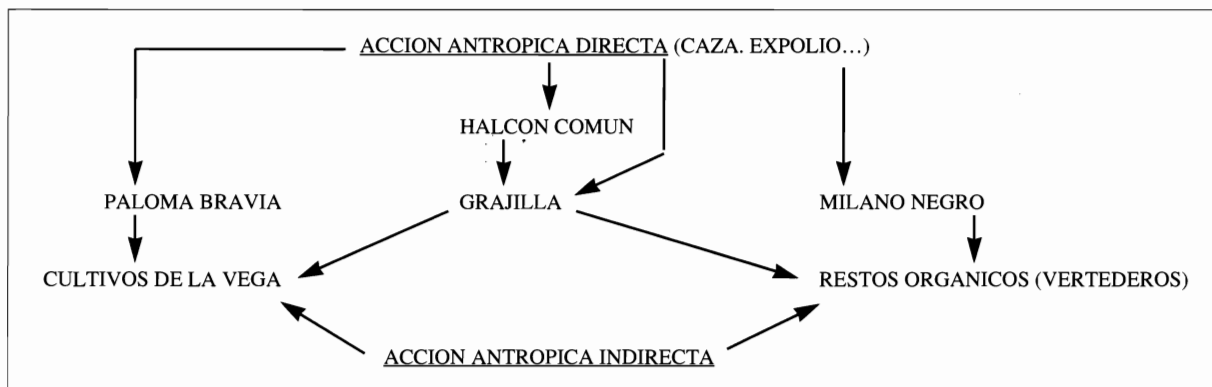 ACCION ANTROPICA DIRECTA (CAZA. EXPOLIO...)
HALCON COMUN
PALOMA BRAVIA
GRAJILLA
MILANO NEGRO
CULTIVOS DE LA VEGA
RESTOS ORGANICOS (VERTEDEROS)
ACCION ANTROPICA INDIRECTA